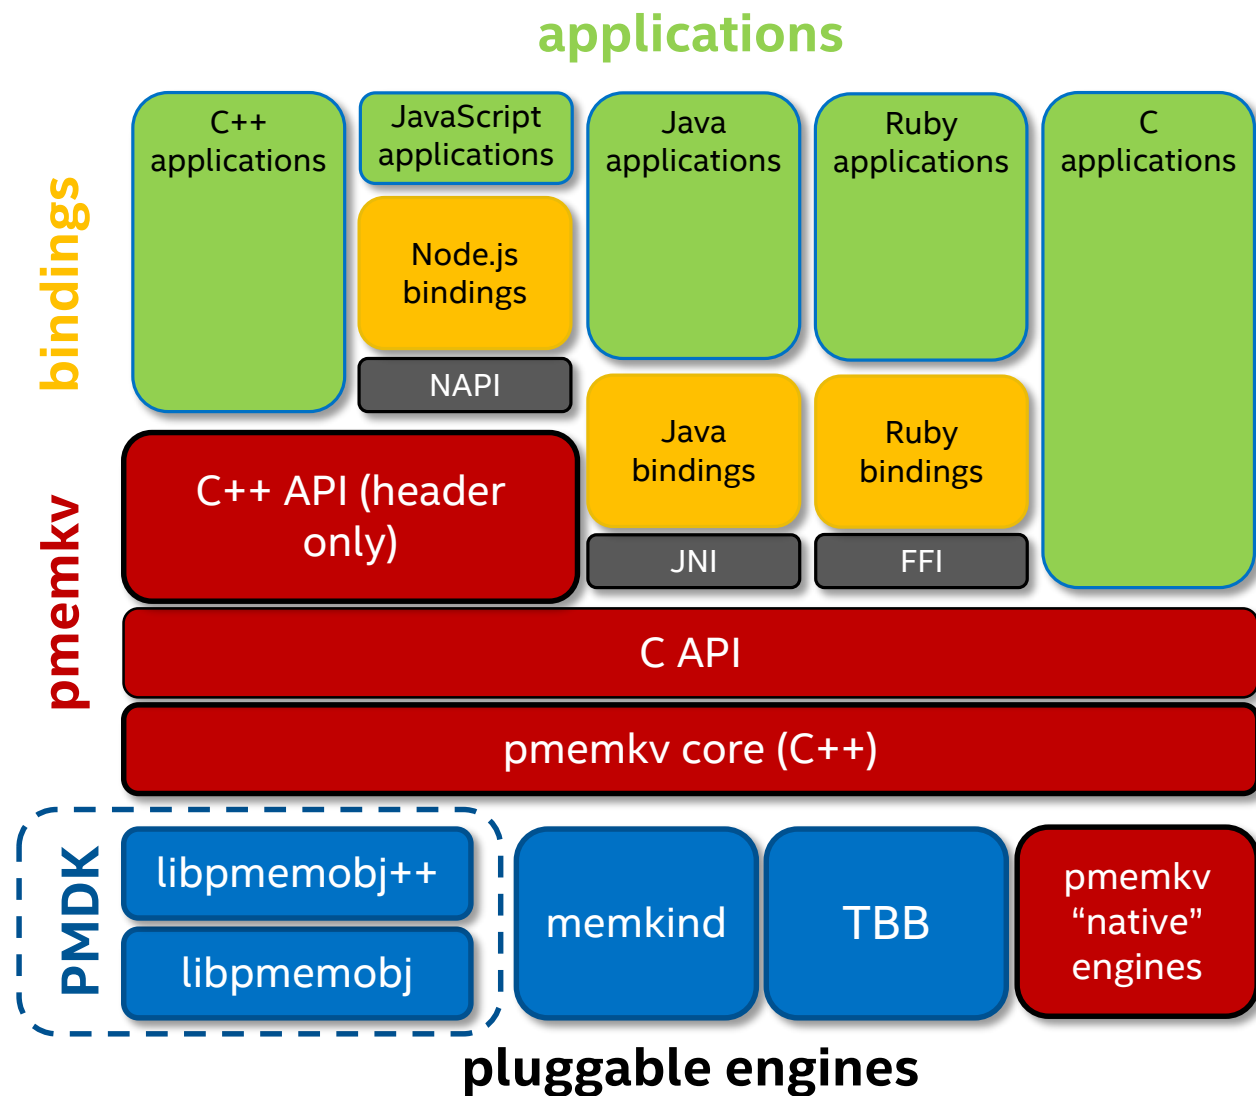 applications
C++
applications
JavaScript
applications
Java
applications
Ruby
applications
C
applications
bindings
Node.js
bindings
NAPI
Java
bindings
Ruby
bindings
pmemkv
C++ API (header
only)
JNI
FFI
C API
pmemkv core (C++)
PMDK
libpmemobj++
libpmemobj
memkind
TBB
pmemkv
“native”
engines
pluggable engines